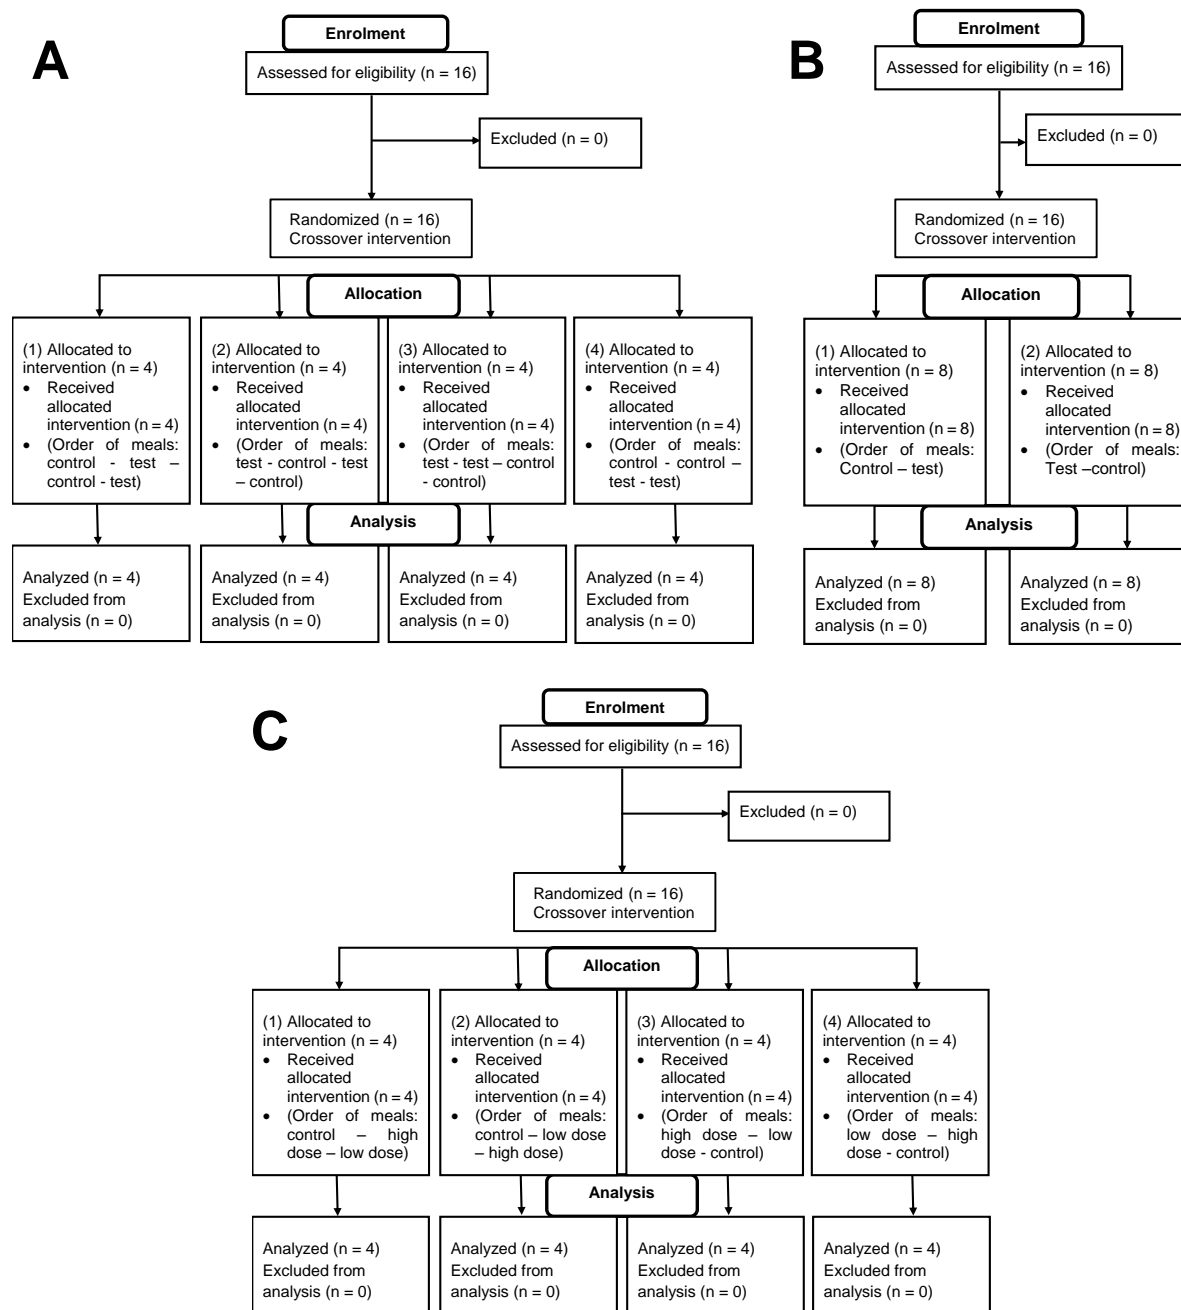 A
Enrolment
Assessed for eligibility (n = 16)
Excluded (n = 0)
Randomized (n = 16)
Crossover intervention
Allocation
(1) Allocated to
intervention (n = 4)
• Received
allocated
intervention (n = 4)
• (Order of meals:
control - test –
control - test)
(2) Allocated to
intervention (n = 4)
• Received
allocated
intervention (n = 4)
• (Order of meals:
test - control - test
– control)
(3) Allocated to
intervention (n = 4)
• Received
allocated
intervention (n = 4)
• (Order of meals:
test - test – control
- control)
(4) Allocated to
intervention (n = 4)
• Received
allocated
intervention (n = 4)
• (Order of meals:
control - control –
test - test)
Analysis
Analyzed (n = 4)
Excluded from
analysis (n = 0)
Analyzed (n = 4)
Excluded from
analysis (n = 0)
Analyzed (n = 4)
Excluded from
analysis (n = 0)
Analyzed (n = 4)
Excluded from
analysis (n = 0)
B
Enrolment
Assessed for eligibility (n = 16)
Excluded (n = 0)
Randomized (n = 16)
Crossover intervention
Allocation
(1) Allocated to
intervention (n = 8)
• Received
allocated
intervention (n = 8)
• (Order of meals:
Control – test)
(2) Allocated to
intervention (n = 8)
• Received
allocated
intervention (n = 8)
• (Order of meals:
Test –control)
Analysis
Analyzed (n = 8)
Excluded from
analysis (n = 0)
Analyzed (n = 8)
Excluded from
analysis (n = 0)
C
Enrolment
Assessed for eligibility (n = 16)
Excluded (n = 0)
Randomized (n = 16)
Crossover intervention
Allocation
(1) Allocated to
intervention (n = 4)
• Received
allocated
intervention (n = 4)
• (Order of meals:
control – high
dose – low dose)
(2) Allocated to
intervention (n = 4)
• Received
allocated
intervention (n = 4)
• (Order of meals:
control – low dose
– high dose)
(3) Allocated to
intervention (n = 4)
• Received
allocated
intervention (n = 4)
• (Order of meals:
high dose – low
dose - control)
(4) Allocated to
intervention (n = 4)
• Received
allocated
intervention (n = 4)
• (Order of meals:
low dose – high
dose - control)
Analysis
Analyzed (n = 4)
Excluded from
analysis (n = 0)
Analyzed (n = 4)
Excluded from
analysis (n = 0)
Analyzed (n = 4)
Excluded from
analysis (n = 0)
Analyzed (n = 4)
Excluded from
analysis (n = 0)